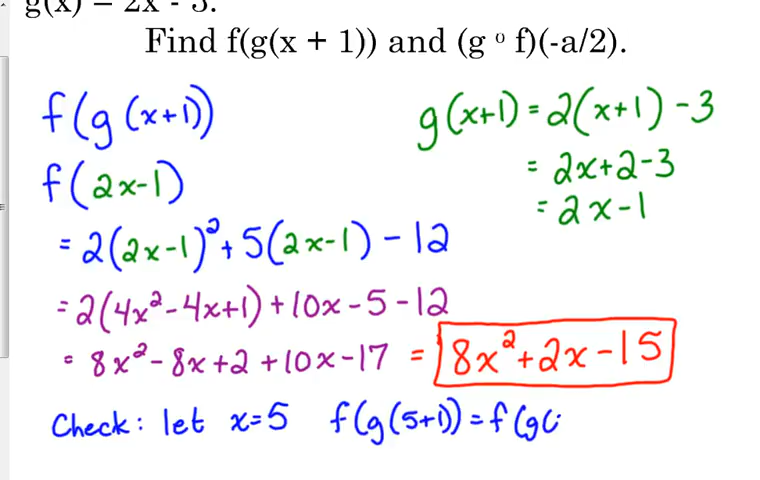 g(x) = 2x - 3.
Find f(g(x + 1)) and (g ∘ f)(-a/2).
f(g(x+1))
f(2x-1)
= 2(2x-1)² + 5(2x-1) - 12
= 2(4x² - 4x+1) + 10x - 5 - 12
= 8x² - 8x + 2 + 10x - 17 = 8x² + 2x - 15
g(x+1) = 2(x+1) - 3
= 2x+2-3
= 2x - 1
Check: let x=5 f(g(5+1)) = f(g(